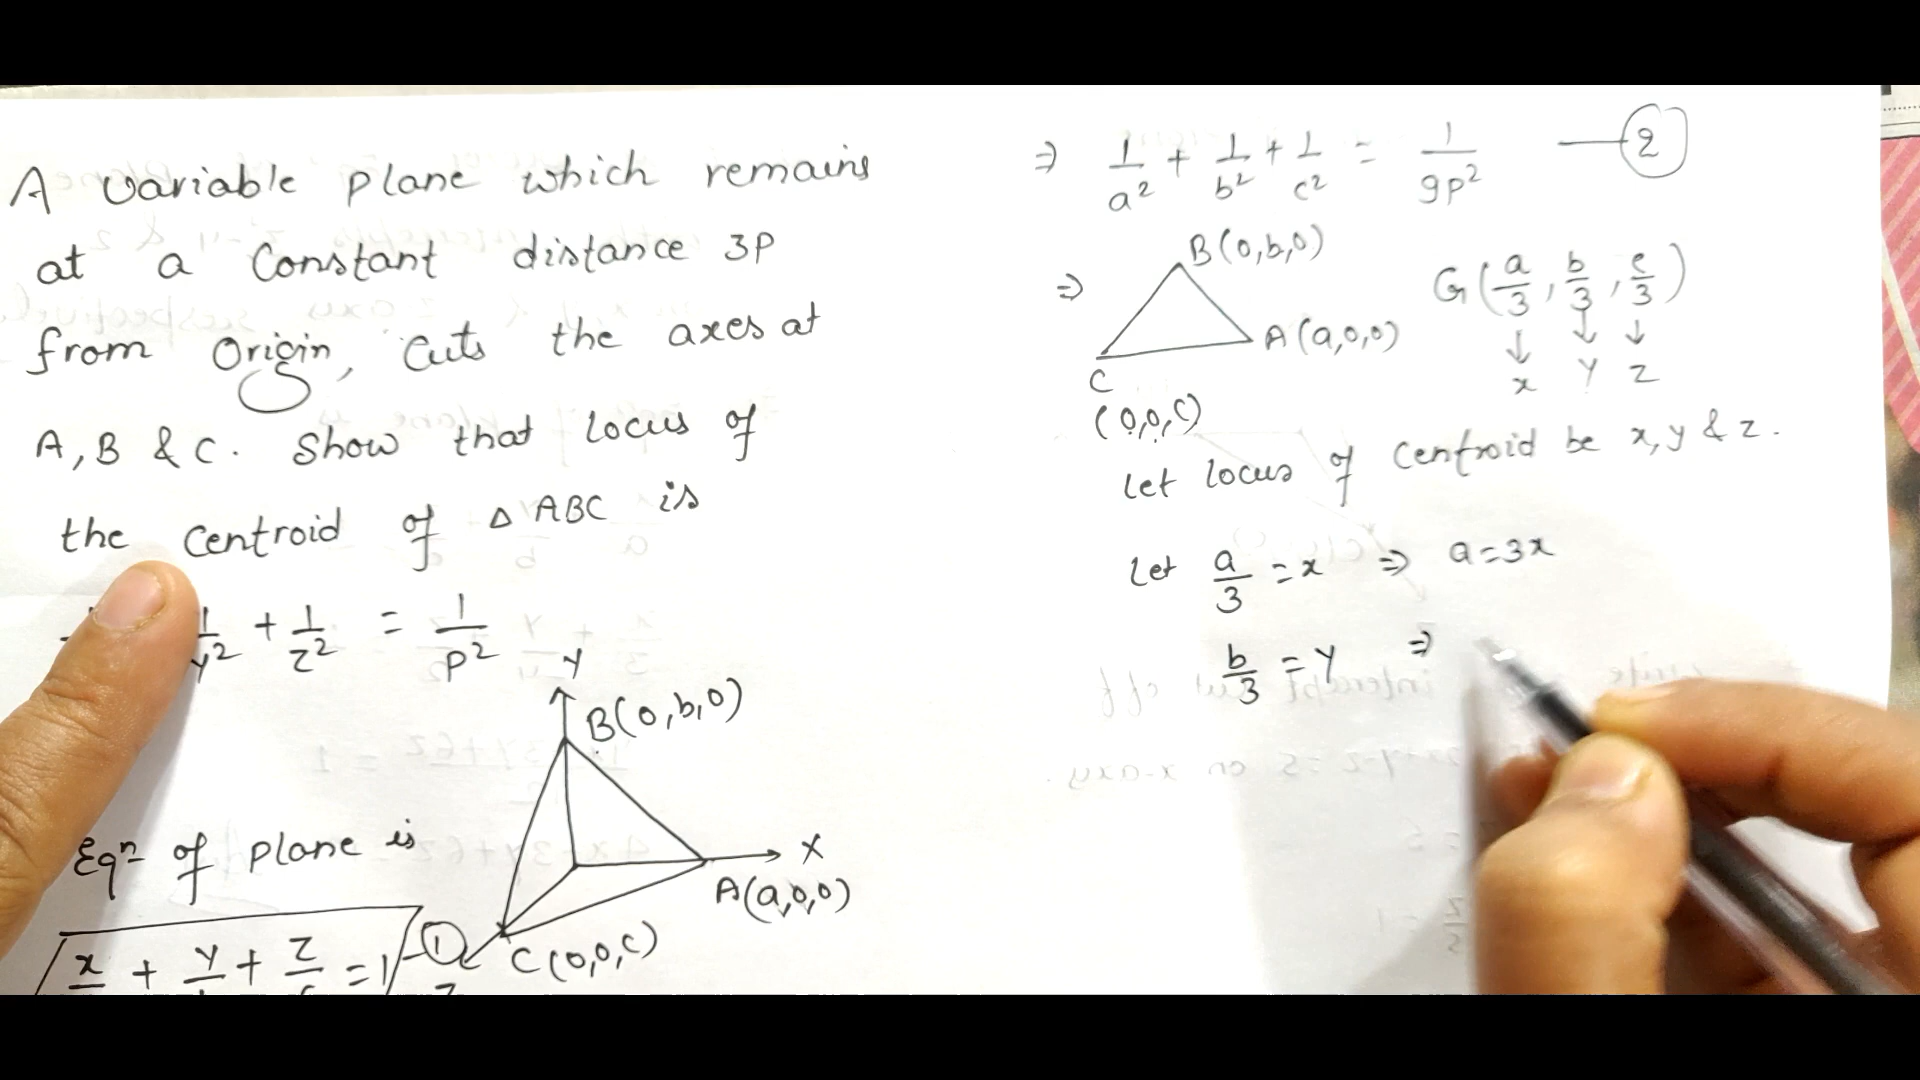 A variable plane which remains
at a constant distance 3P
from origin, cuts the axes at
A, B & C. Show that locus of
the centroid of △ ABC is
1/y² + 1/z² = 1/p²
Y
B(0,b,0)
X
A(a,0,0)
C(0,0,c)
Eqⁿ of plane is
x + y + z = 1 - ①
Z
⇒ 1/a² + 1/b² + 1/c² = 1/9p² — ②
⇒ B(0,b,0)
A(a,0,0)
C
(0,0,c)
G(a/3, b/3, c/3)
↓ ↓ ↓
x y z
Let locus of centroid be x, y & z.
Let a/3 = x ⇒ a = 3x
b/3 = y ⇒